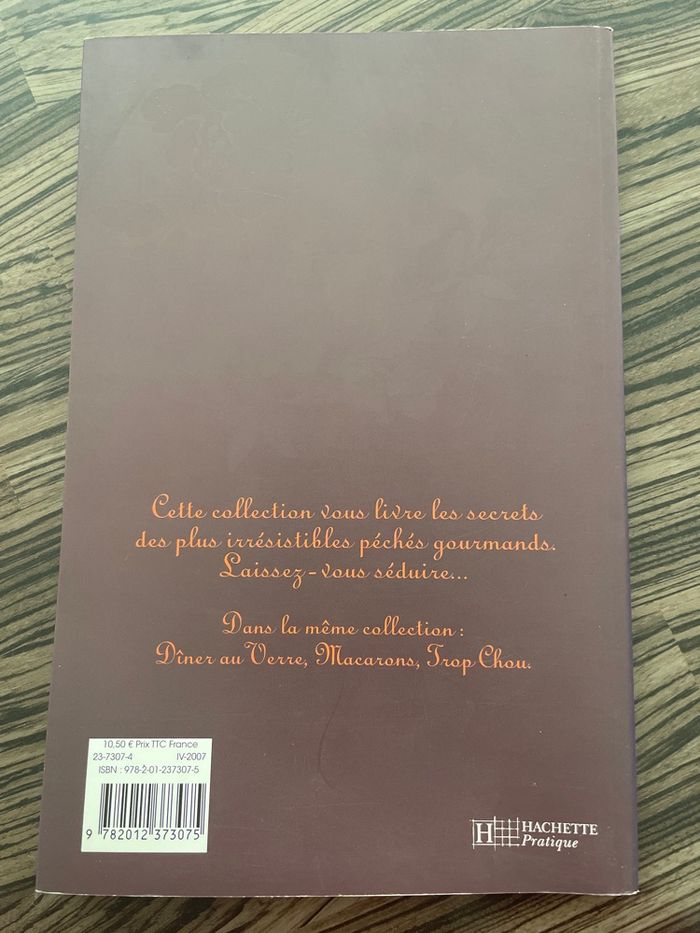 Cette collection vous livre les secrets
des plus irrésistibles péchés gourmands.
Laissez-vous séduire...
Dans la même collection :
Dîner au Verre, Macarons, Trop Chou.
10,50 € Prix TTC France
23-7307-4 IV-2007
ISBN : 978-2-01-237307-5
9 782012 373075
H HACHETTE
Pratique